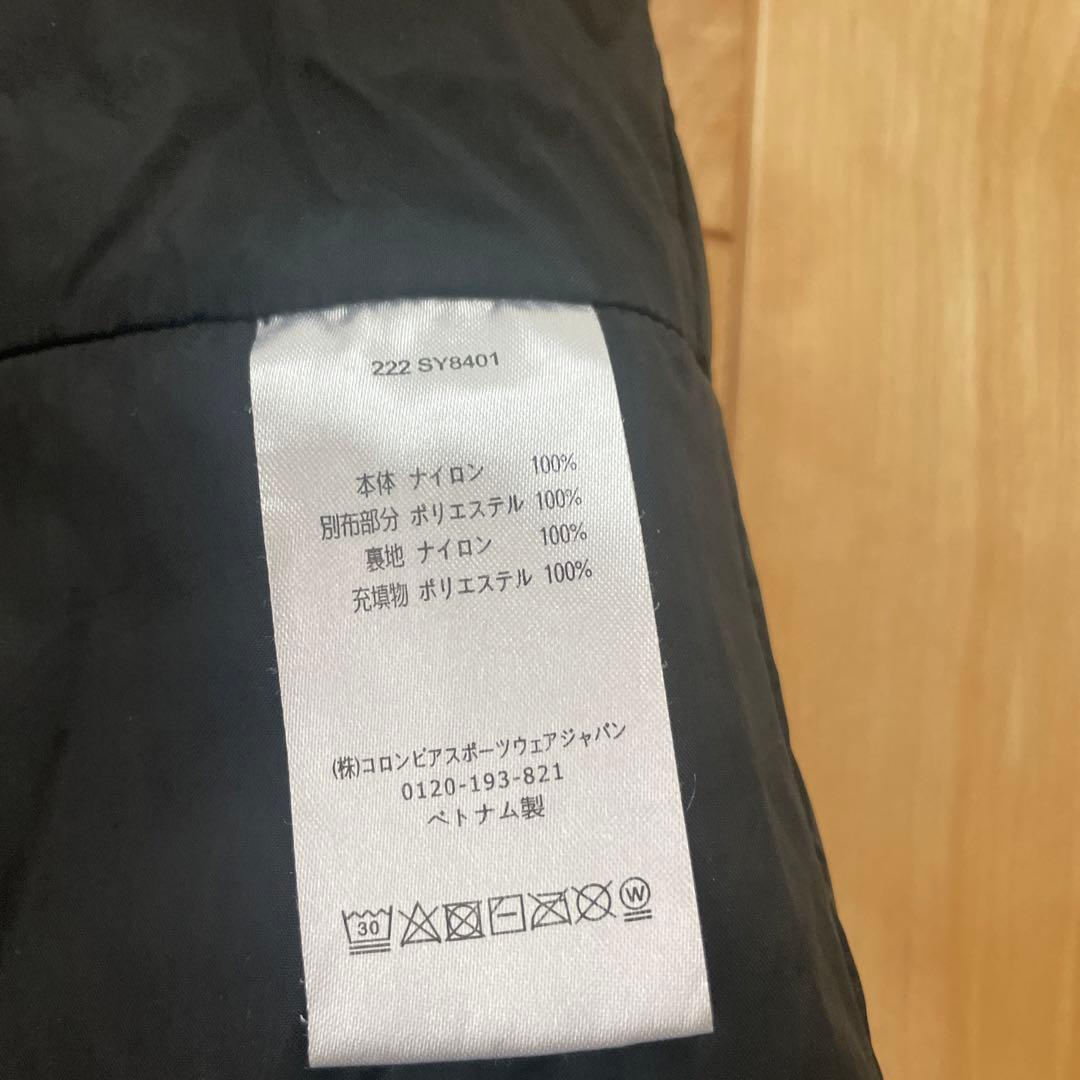 222 SY8401
本体 ナイロン 100%
別布部分 ポリエステル 100%
裏地 ナイロン 100%
充填物 ポリエステル 100%
(株)コロンビアスポーツウェアジャパン
0120-193-821
ベトナム製
30 W